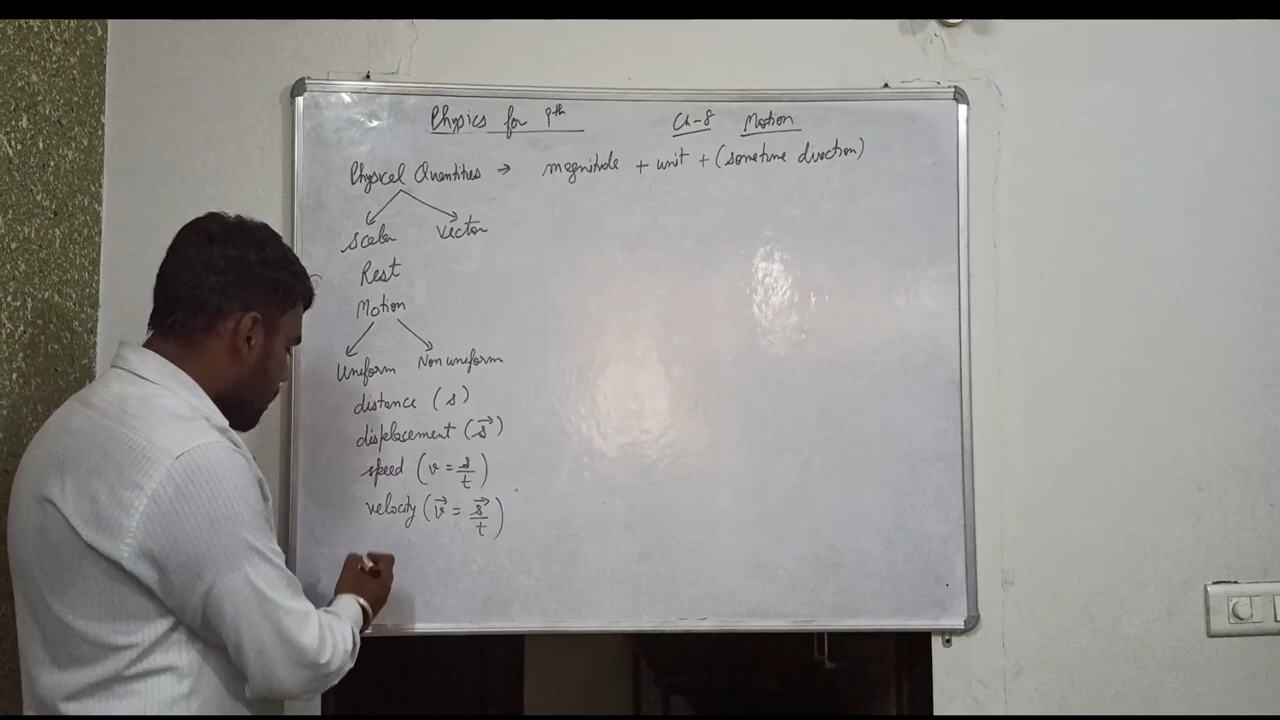 Physics for 9th Ch-8 Motion
Physical Quantities → magnitude + unit + (sometime direction)
Scalar Vector
Rest
Motion
Uniform Non uniform
distance (s)
displacement (s⃗)
speed (v = s/t)
velocity (v⃗ = s⃗/t)